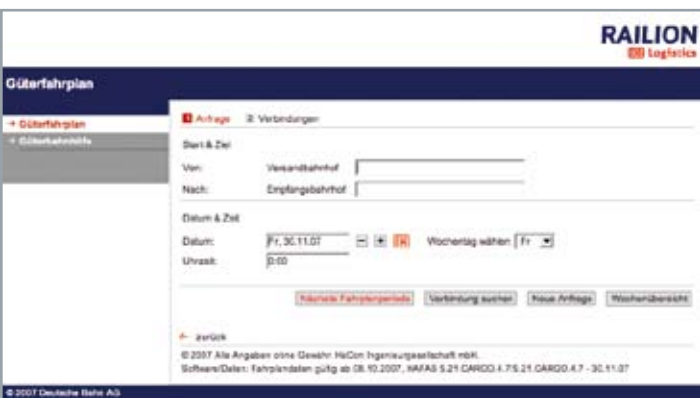 RAILION
DB Logistics
Güterfahrplan
Güterfahrplan
Güterbahnhilfe
1 Anfrage 2 Verbindungen
Start & Ziel
Von: Versandbahnhof
Nach: Empfangsbahnhof
Datum & Zeit
Datum: Fr, 30.11.07 - + Wochentag wählen Fr
Uhrzeit: 0:00
Nächste Fahrplanperiode Verbindung suchen Neue Anfrage Wochenübersicht
← zurück
© 2007 Alle Angaben ohne Gewähr HaCon Ingenieurgesellschaft mbH.
Software/Daten: Fahrplandaten gültig ab 08.10.2007, HAFAS 5.21.CARGO.4.7/5.21.CARGO.4.7 - 30.11.07
© 2007 Deutsche Bahn AG